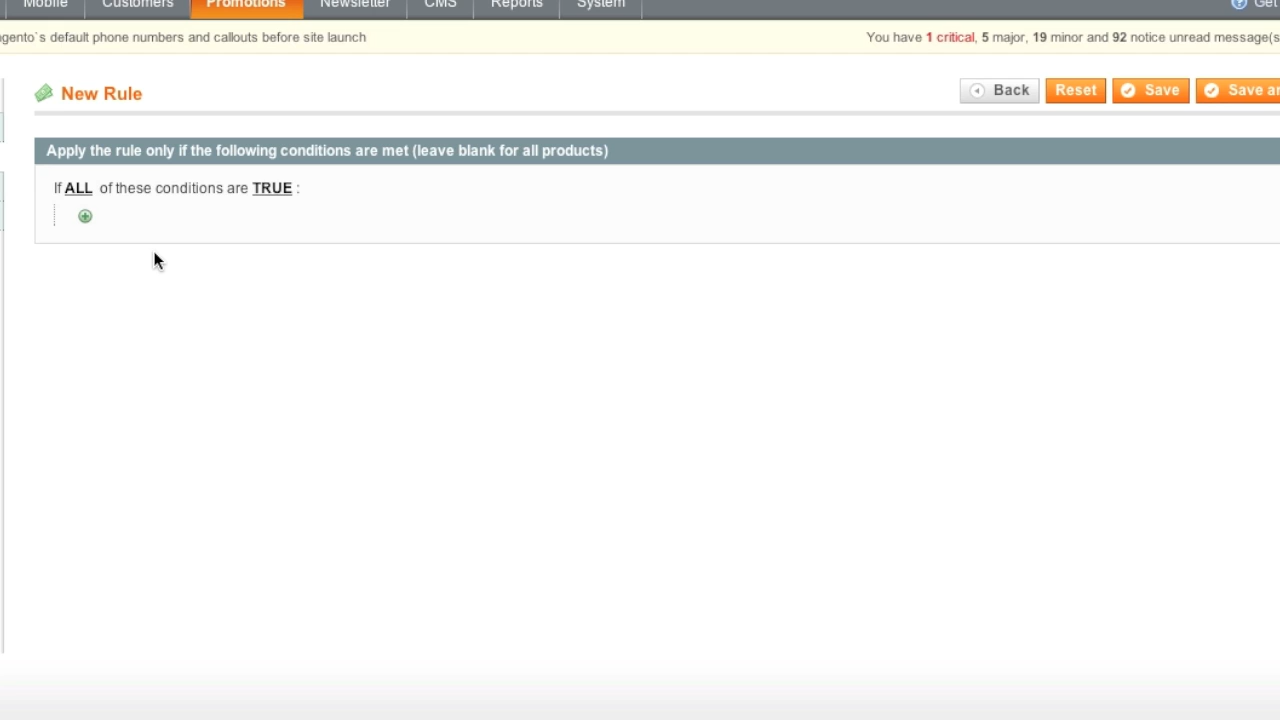 Mobile Customers Promotions Newsletter CMS Reports System Get
gento`s default phone numbers and callouts before site launch You have 1 critical, 5 major, 19 minor and 92 notice unread message(s
New Rule Back Reset Save Save an
Apply the rule only if the following conditions are met (leave blank for all products)
If ALL of these conditions are TRUE :